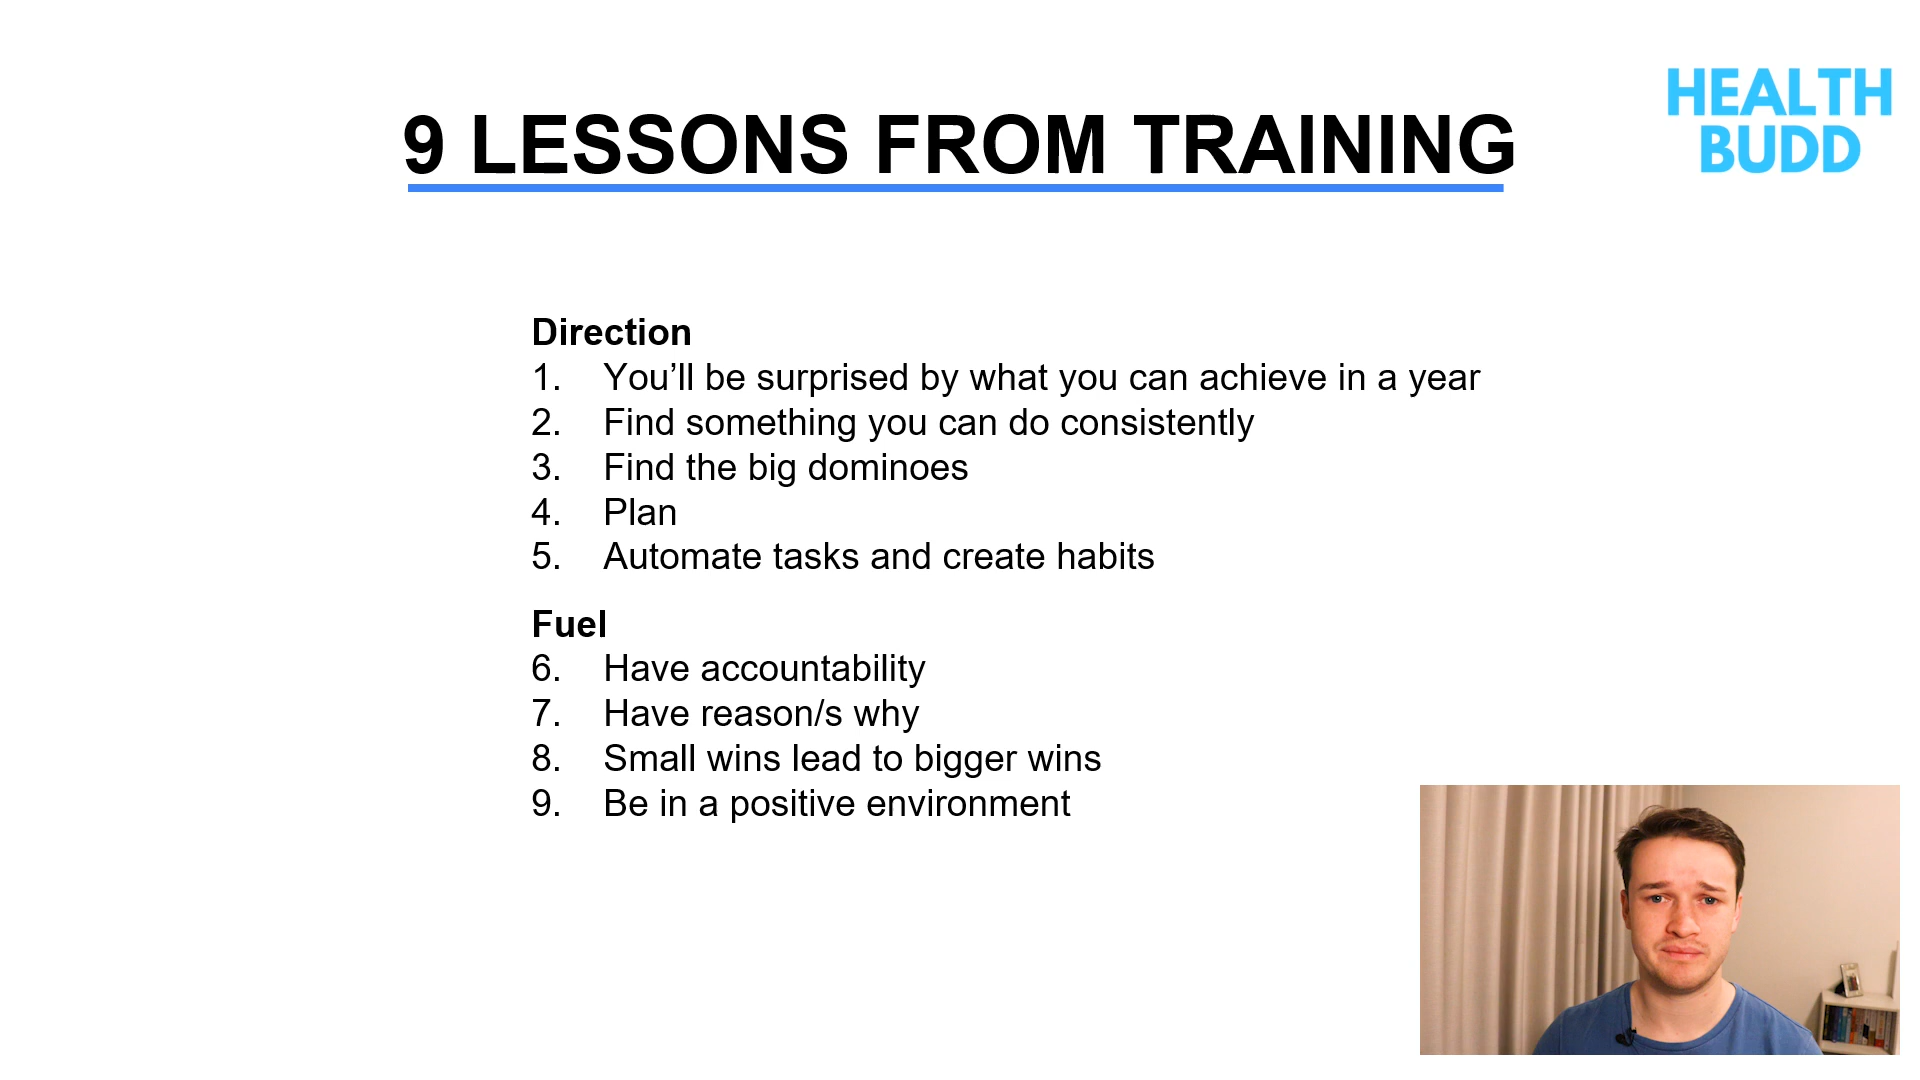 9 LESSONS FROM TRAINING
HEALTH
BUDD
Direction
1. You’ll be surprised by what you can achieve in a year
2. Find something you can do consistently
3. Find the big dominoes
4. Plan
5. Automate tasks and create habits
Fuel
6. Have accountability
7. Have reason/s why
8. Small wins lead to bigger wins
9. Be in a positive environment